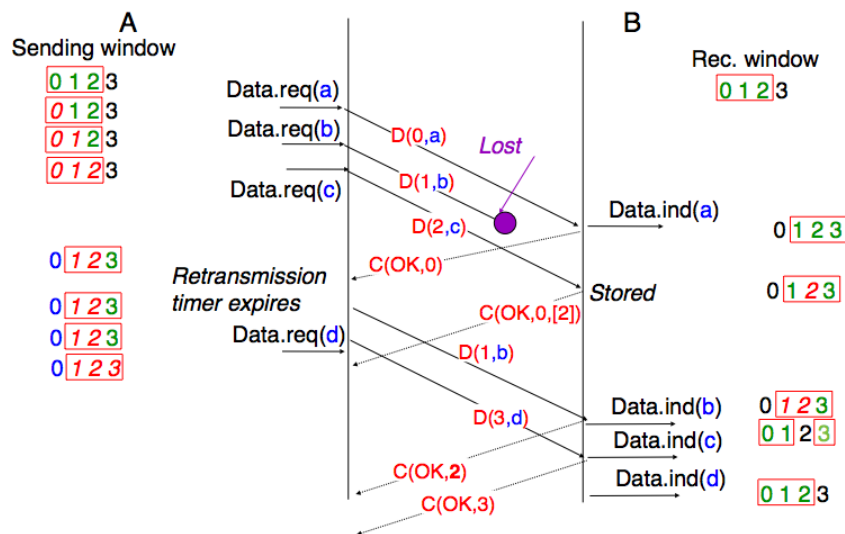 A
B
Sending window
Rec. window
0 1 2 3
0 1 2 3
0 1 2 3
0 1 2 3
0 1 2 3
Data.req(a)
Data.req(b)
Data.req(c)
D(0,a)
Lost
D(1,b)
D(2,c)
Data.ind(a)
0 1 2 3
0 1 2 3
C(OK,0)
Retransmission
timer expires
Stored
0 1 2 3
0 1 2 3
0 1 2 3
0 1 2 3
C(OK,0,[2])
Data.req(d)
D(1,b)
D(3,d)
Data.ind(b)
0 1 2 3
Data.ind(c)
0 1 2 3
C(OK,2)
Data.ind(d)
0 1 2 3
C(OK,3)